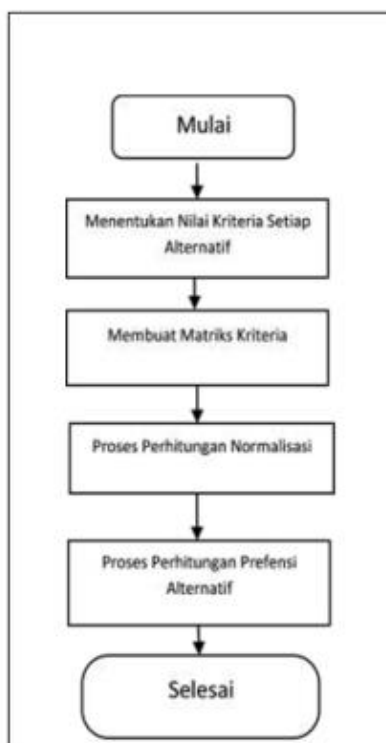 Mulai
Menentukan Nilai Kriteria Setiap
Alternatif
Membuat Matriks Kriteria
Proses Perhitungan Normalisasi
Proses Perhitungan Prefensi
Alternatif
Selesai